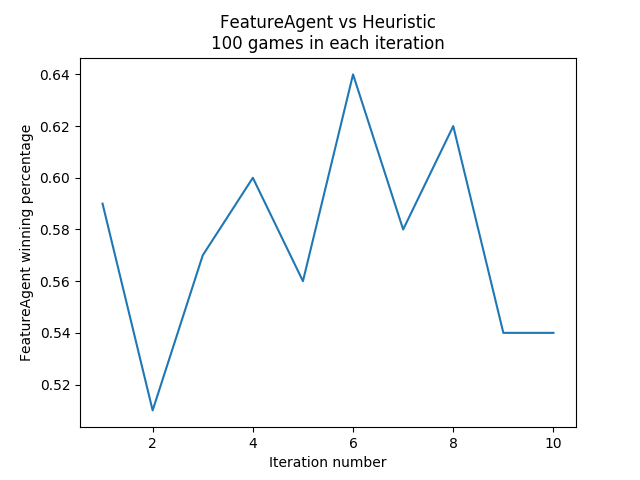 FeatureAgent vs Heuristic
100 games in each iteration
FeatureAgent winning percentage
0.64
0.62
0.60
0.58
0.56
0.54
0.52
2 4 6 8 10
Iteration number